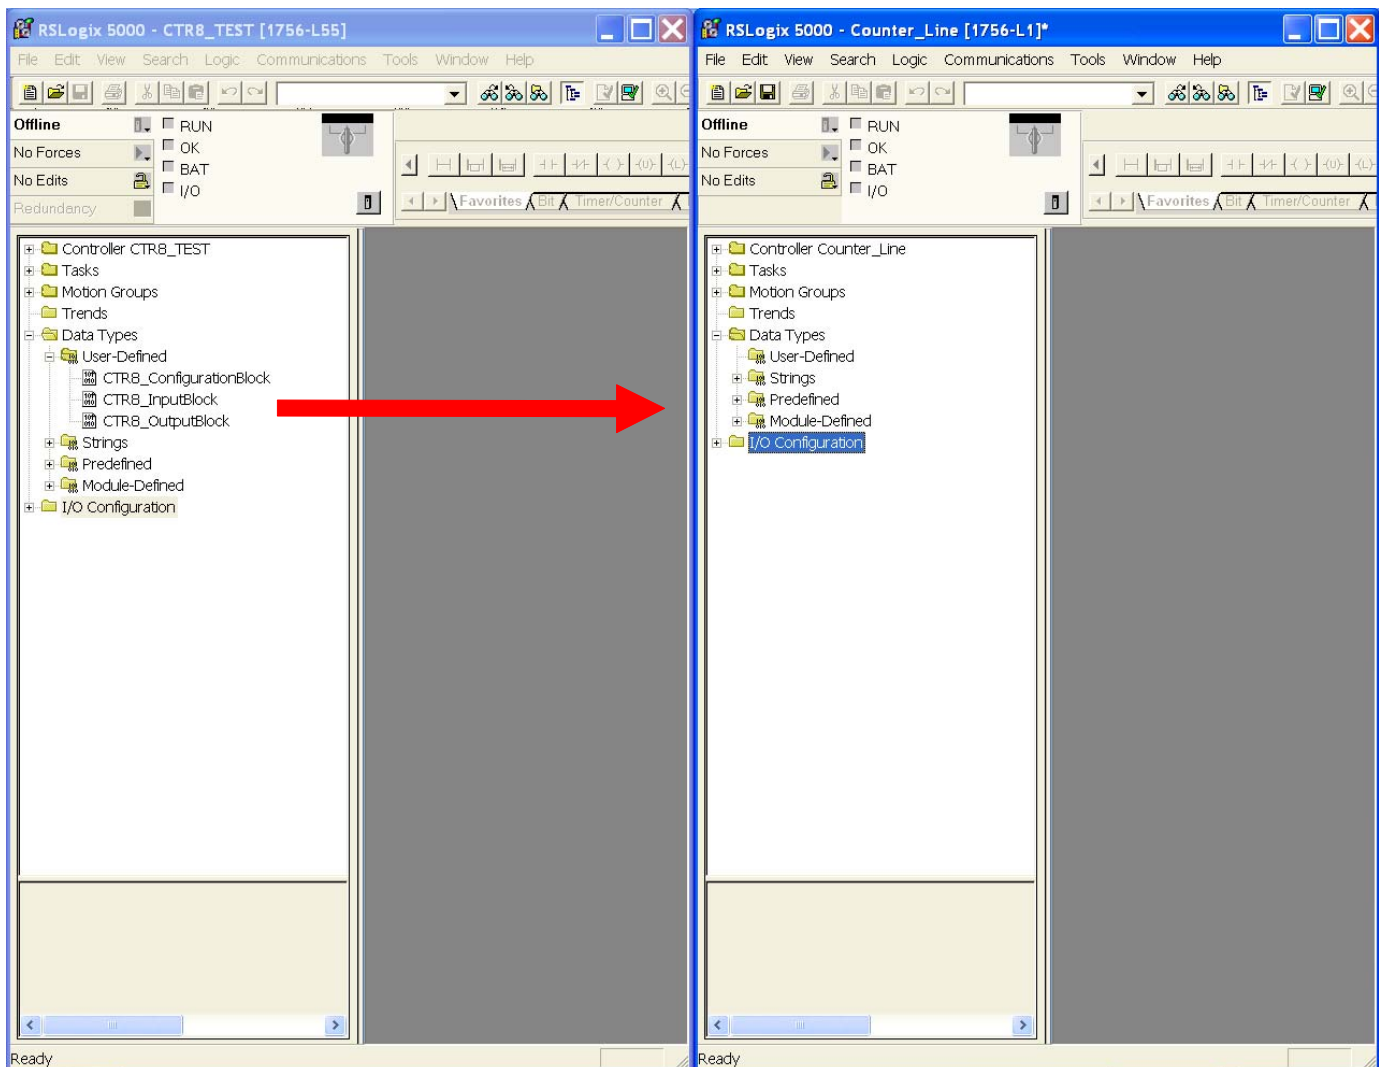 RSLogix 5000 - CTR8_TEST [1756-L55]
File Edit View Search Logic Communications Tools Window Help
Offline
RUN
No Forces
OK
BAT
No Edits
I/O
Redundancy
Favorites Bit Timer/Counter
Controller CTR8_TEST
Tasks
Motion Groups
Trends
Data Types
User-Defined
CTR8_ConfigurationBlock
CTR8_InputBlock
CTR8_OutputBlock
Strings
Predefined
Module-Defined
I/O Configuration
Ready
RSLogix 5000 - Counter_Line [1756-L1]*
File Edit View Search Logic Communications Tools Window Help
Offline
RUN
No Forces
OK
BAT
No Edits
I/O
Favorites Bit Timer/Counter
Controller Counter_Line
Tasks
Motion Groups
Trends
Data Types
User-Defined
Strings
Predefined
Module-Defined
I/O Configuration
Ready